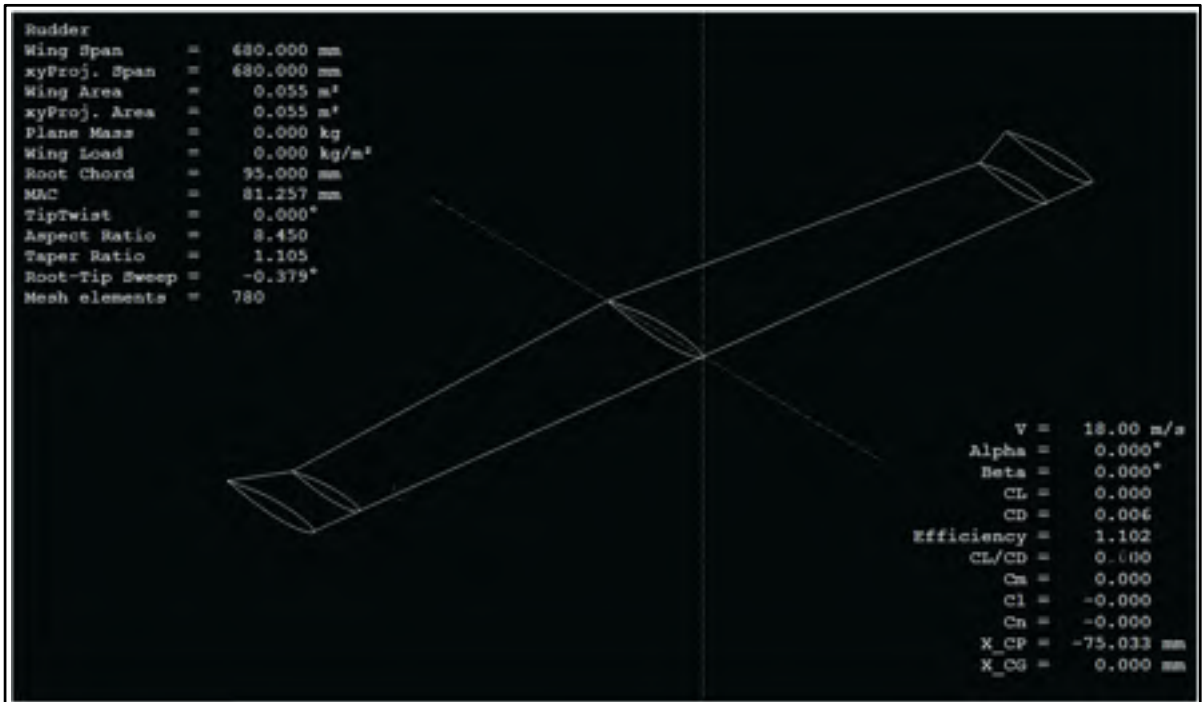 Rudder
Wing Span = 680.000 mm
xyProj. Span = 680.000 mm
Wing Area = 0.055 m²
xyProj. Area = 0.055 m²
Plane Mass = 0.000 kg
Wing Load = 0.000 kg/m²
Root Chord = 95.000 mm
MAC = 81.257 mm
TipTwist = 0.000°
Aspect Ratio = 8.450
Taper Ratio = 1.105
Root-Tip Sweep = -0.379°
Mesh elements = 780
V = 18.00 m/s
Alpha = 0.000°
Beta = 0.000°
CL = 0.000
CD = 0.006
Efficiency = 1.102
CL/CD = 0.000
Cm = 0.000
Cl = -0.000
Cn = -0.000
X_CP = -75.033 mm
X_CG = 0.000 mm